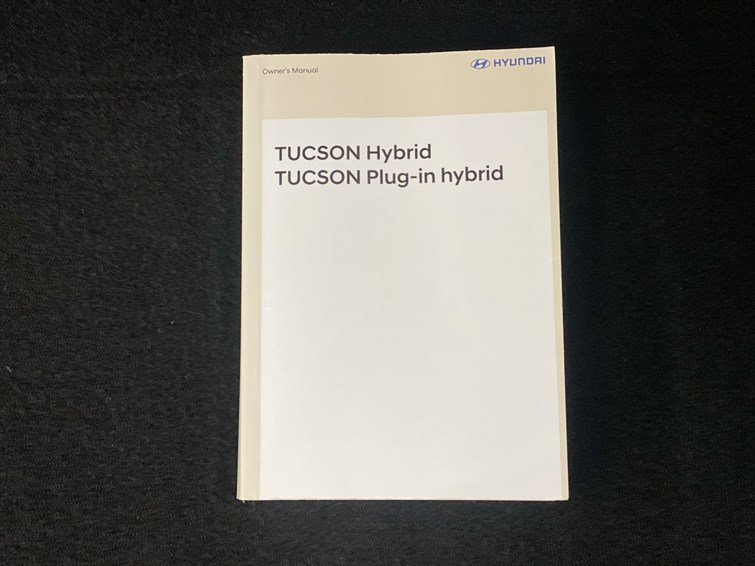 Owner's Manual
HYUNDAI
TUCSON Hybrid
TUCSON Plug-in hybrid